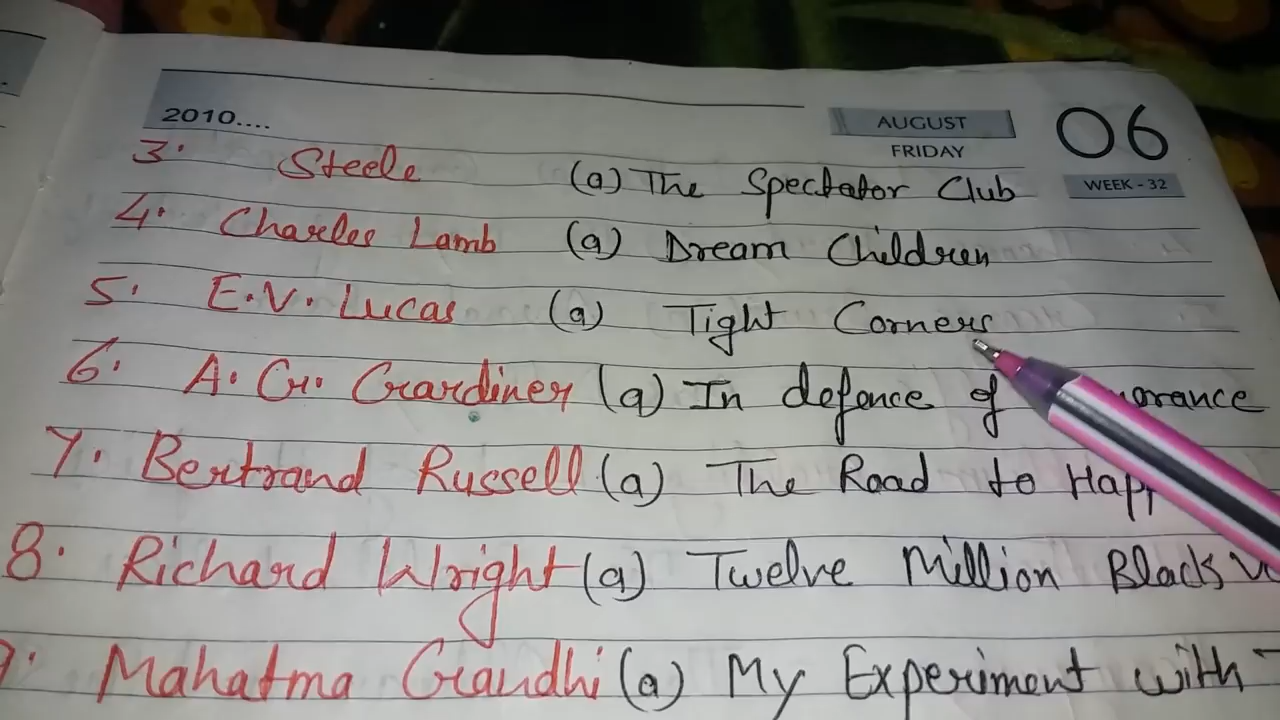 2010....
AUGUST
FRIDAY
06
WEEK - 32
3. Steele (a) The Spectator Club
4. Charles Lamb (a) Dream Children
5. E.V. Lucas (a) Tight Corners
6. A. G. Gardiner (a) In defence of
7. Bertrand Russell (a) The Road to
8. Richard Wright (a) Twelve Million Black
Mahatma Gandhi (a) My Experiment with